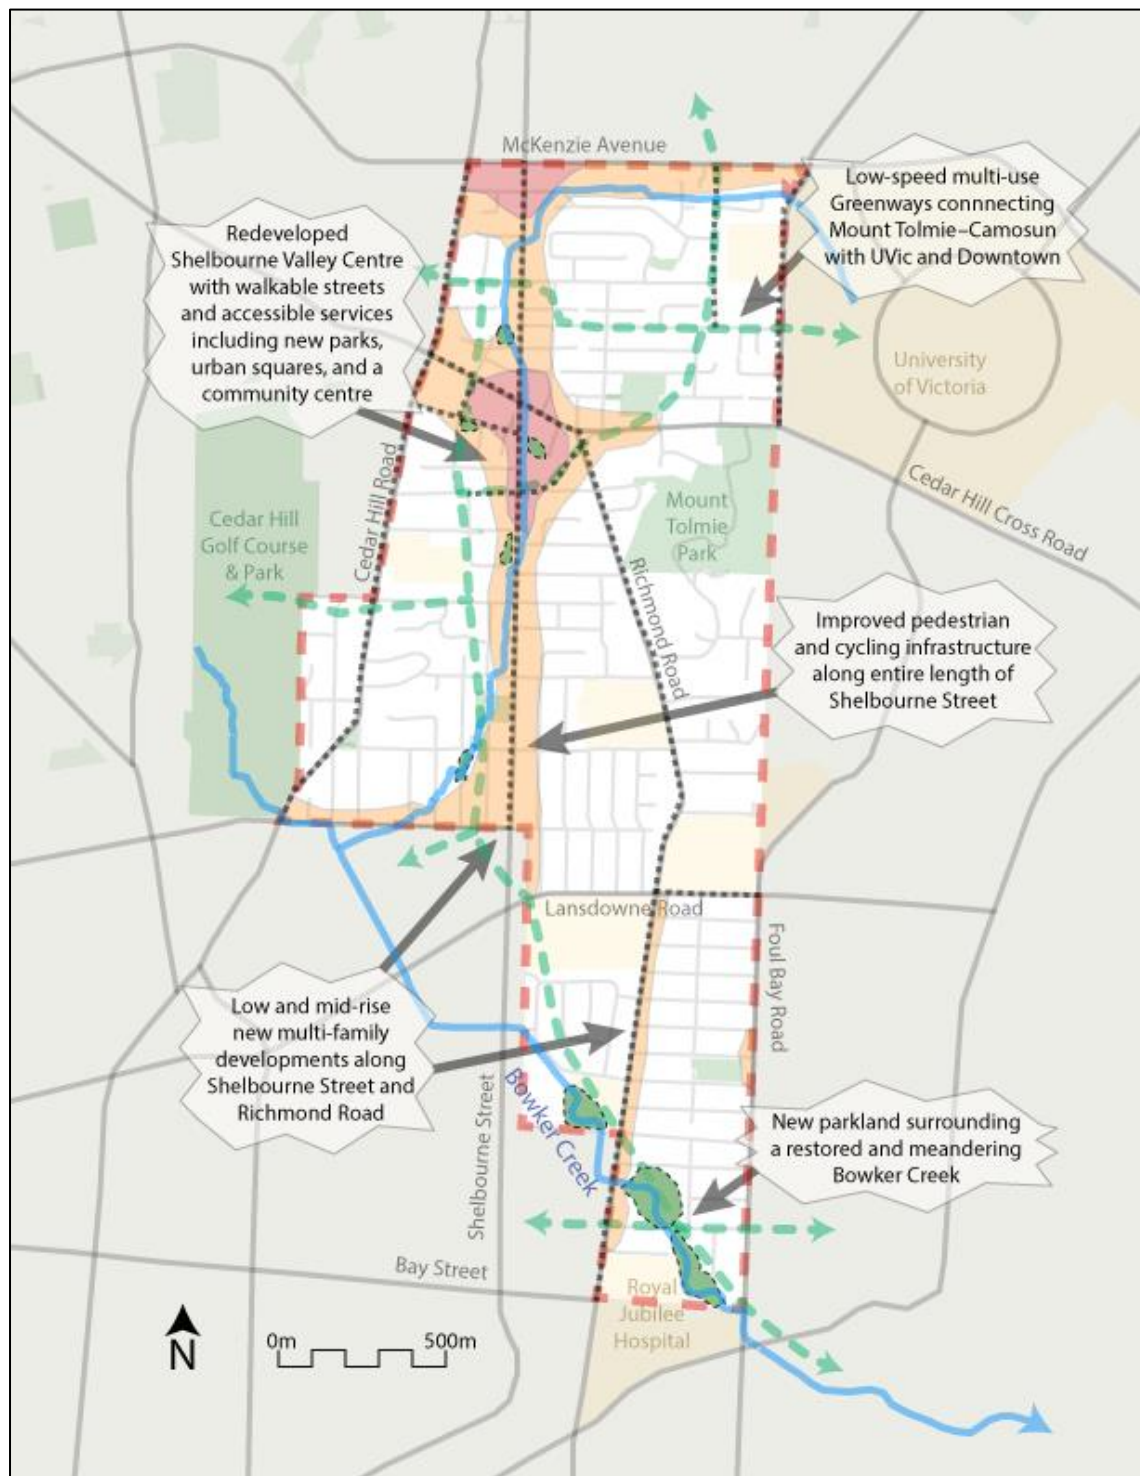 McKenzie Avenue
Low-speed multi-use
Greenways connnecting
Mount Tolmie–Camosun
with UVic and Downtown
Redeveloped
Shelbourne Valley Centre
with walkable streets
and accessible services
including new parks,
urban squares, and a
community centre
University
of Victoria
Cedar Hill Road
Cedar Hill
Golf Course
& Park
Mount
Tolmie
Park
Cedar Hill Cross Road
Richmond Road
Improved pedestrian
and cycling infrastructure
along entire length of
Shelbourne Street
Lansdowne Road
Foul Bay Road
Low and mid-rise
new multi-family
developments along
Shelbourne Street and
Richmond Road
Bowker Creek
Shelbourne Street
New parkland surrounding
a restored and meandering
Bowker Creek
Bay Street
Royal
Jubilee
Hospital
N
0m 500m